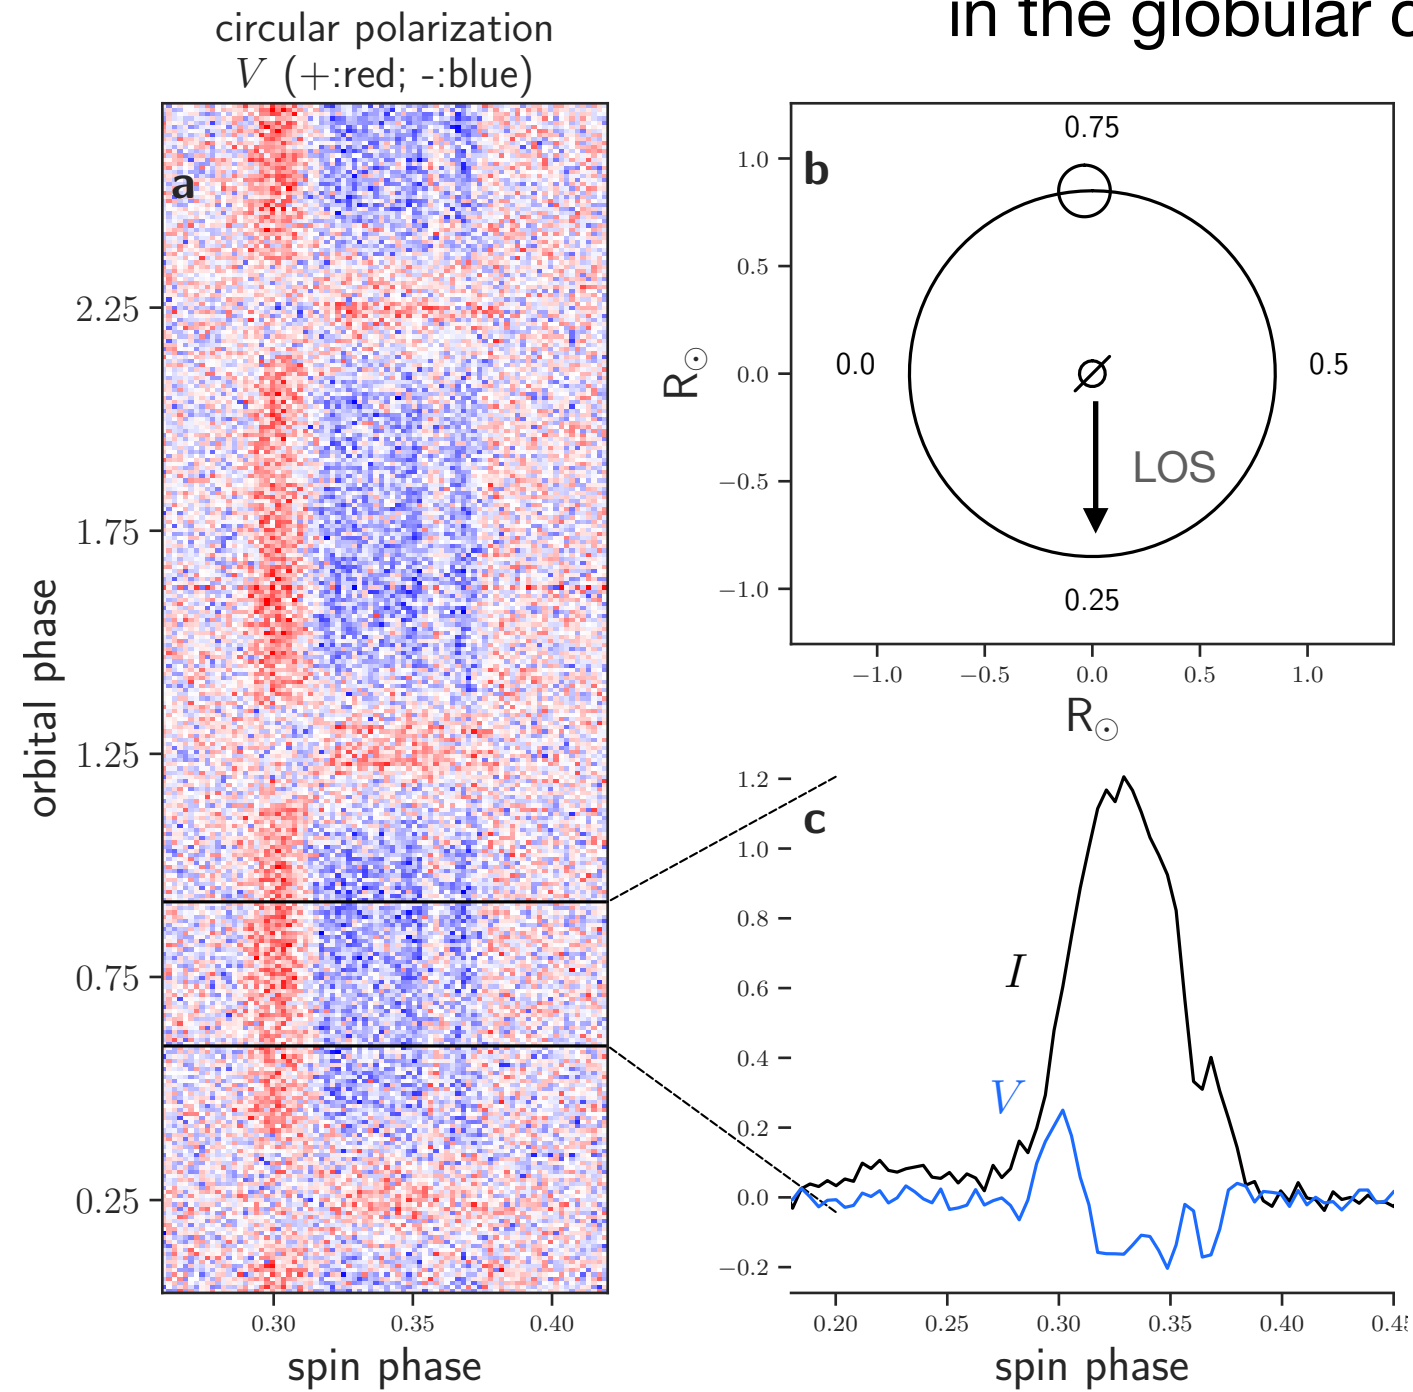 in the globular c
circular polarization
V (+:red; -:blue)
a
2.25
1.75
1.25
0.75
0.25
orbital phase
0.30 0.35 0.40
spin phase
b
0.75
0.0
0.5
0.25
LOS
1.0
0.5
0.0
−0.5
−1.0
R☉
−1.0 −0.5 0.0 0.5 1.0
R☉
c
I
V
1.2
1.0
0.8
0.6
0.4
0.2
0.0
−0.2
0.20 0.25 0.30 0.35 0.40 0.45
spin phase